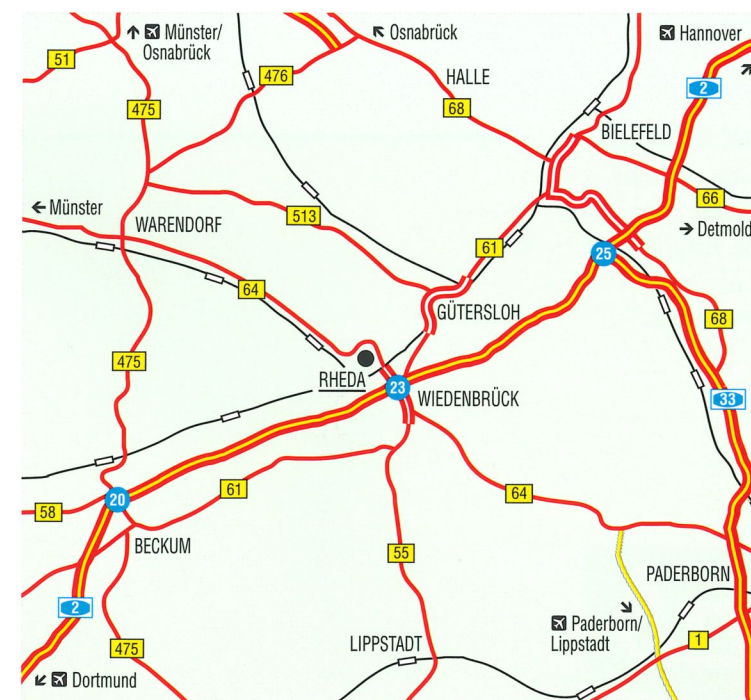 Münster/
Osnabrück
Osnabrück
Hannover
51
476
HALLE
2
475
68
BIELEFELD
66
Münster
513
WARENDORF
Detmold
61
25
64
GÜTERSLOH
68
475
RHEDA
23
WIEDENBRÜCK
33
61
64
20
58
BECKUM
55
PADERBORN
2
Paderborn/
Lippstadt
1
475
LIPPSTADT
Dortmund